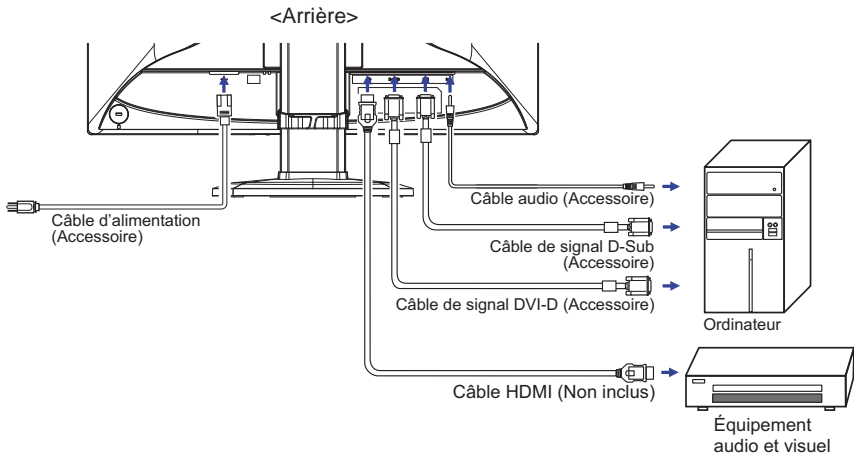 <Arrière>
Câble d'alimentation
(Accessoire)
Câble audio (Accessoire)
Câble de signal D-Sub
(Accessoire)
Câble de signal DVI-D (Accessoire)
Ordinateur
Câble HDMI (Non inclus)
Équipement
audio et visuel